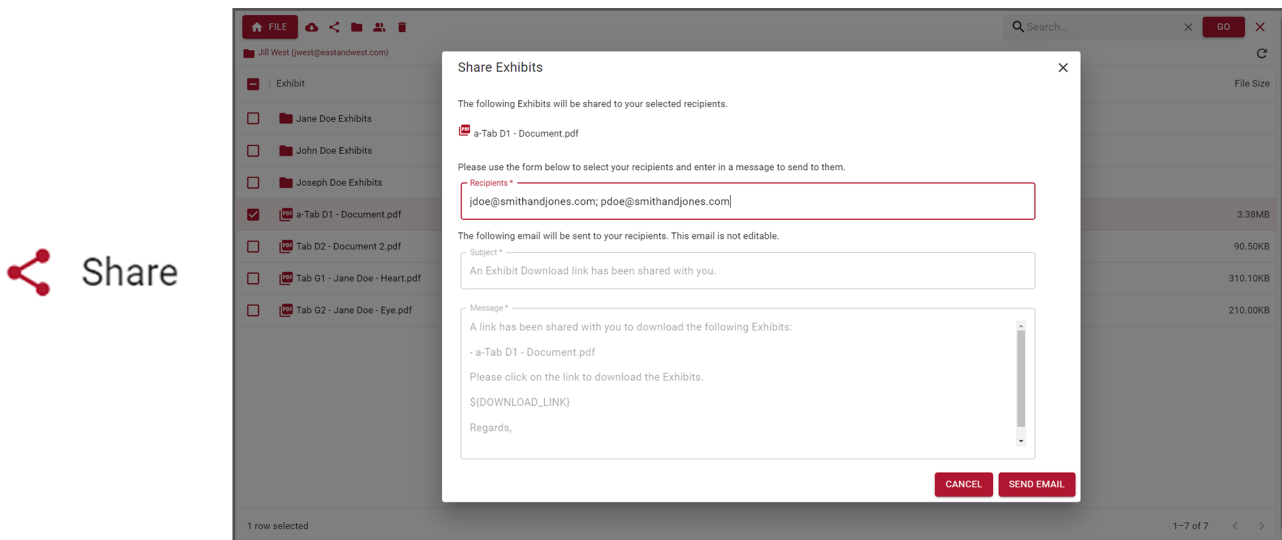 Share
FILE
Search...
GO
Jill West (jwest@eastandwest.com)
Exhibit
File Size
Jane Doe Exhibits
John Doe Exhibits
Joseph Doe Exhibits
PDF a-Tab D1 - Document.pdf
3.38MB
PDF Tab D2 - Document 2.pdf
90.50KB
PDF Tab G1 - Jane Doe - Heart.pdf
310.10KB
PDF Tab G2 - Jane Doe - Eye.pdf
210.00KB
1 row selected
1–7 of 7
Share Exhibits
The following Exhibits will be shared to your selected recipients.
PDF a-Tab D1 - Document.pdf
Please use the form below to select your recipients and enter in a message to send to them.
Recipients *
jdoe@smithandjones.com; pdoe@smithandjones.com
The following email will be sent to your recipients. This email is not editable.
Subject *
An Exhibit Download link has been shared with you.
Message *
A link has been shared with you to download the following Exhibits:
- a-Tab D1 - Document.pdf
Please click on the link to download the Exhibits.
${DOWNLOAD_LINK}
Regards,
CANCEL
SEND EMAIL